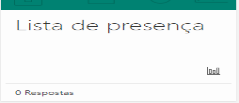 Lista de presença
0 Respostas